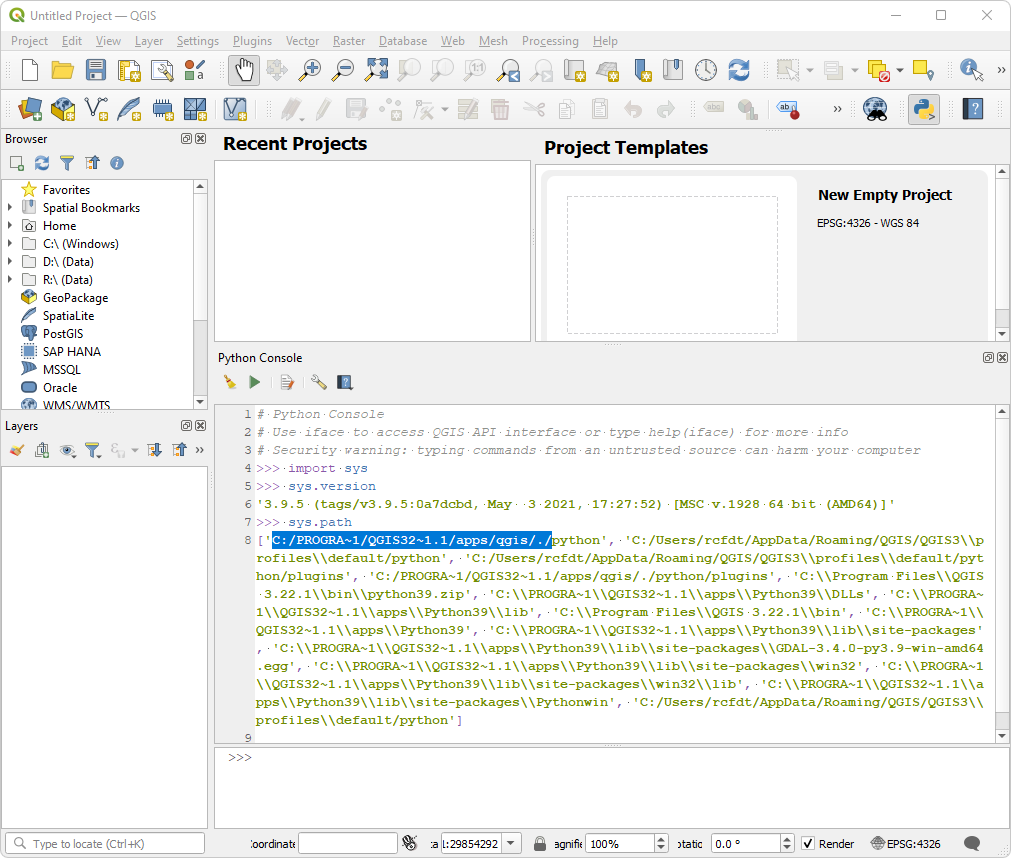 Untitled Project — QGIS
Project Edit View Layer Settings Plugins Vector Raster Database Web Mesh Processing Help
1:1
a
»
abc
ab
»
Browser
Favorites
Spatial Bookmarks
Home
C:\ (Windows)
D:\ (Data)
R:\ (Data)
GeoPackage
SpatiaLite
PostGIS
SAP HANA
MSSQL
Oracle
WMS/WMTS
Layers
»
Recent Projects
Project Templates
New Empty Project
EPSG:4326 - WGS 84
Python Console
1 # Python Console
2 # Use iface to access QGIS API interface or type help(iface) for more info
3 # Security warning: typing commands from an untrusted source can harm your computer
4 >>> import sys
5 >>> sys.version
6 '3.9.5 (tags/v3.9.5:0a7dcbd, May  3 2021, 17:27:52) [MSC v.1928 64 bit (AMD64)]'
7 >>> sys.path
8 ['C:/PROGRA~1/QGIS32~1.1/apps/qgis/./python', 'C:/Users/rcfdt/AppData/Roaming/QGIS/QGIS3\\p
rofiles\\default/python', 'C:/Users/rcfdt/AppData/Roaming/QGIS/QGIS3\\profiles\\default/pyt
hon/plugins', 'C:/PROGRA~1/QGIS32~1.1/apps/qgis/./python/plugins', 'C:\\Program Files\\QGIS
 3.22.1\\bin\\python39.zip', 'C:\\PROGRA~1\\QGIS32~1.1\\apps\\Python39\\DLLs', 'C:\\PROGRA~
1\\QGIS32~1.1\\apps\\Python39\\lib', 'C:\\Program Files\\QGIS 3.22.1\\bin', 'C:\\PROGRA~1\\
QGIS32~1.1\\apps\\Python39', 'C:\\PROGRA~1\\QGIS32~1.1\\apps\\Python39\\lib\\site-packages'
, 'C:\\PROGRA~1\\QGIS32~1.1\\apps\\Python39\\lib\\site-packages\\GDAL-3.4.0-py3.9-win-amd64
.egg', 'C:\\PROGRA~1\\QGIS32~1.1\\apps\\Python39\\lib\\site-packages\\win32', 'C:\\PROGRA~1
\\QGIS32~1.1\\apps\\Python39\\lib\\site-packages\\win32\\lib', 'C:\\PROGRA~1\\QGIS32~1.1\\a
pps\\Python39\\lib\\site-packages\\Pythonwin', 'C:/Users/rcfdt/AppData/Roaming/QGIS/QGIS3\\
profiles\\default/python']
9
>>>
Type to locate (Ctrl+K) Coordinate 1:29854292 agnifie 100% otatio 0.0 ° Render EPSG:4326